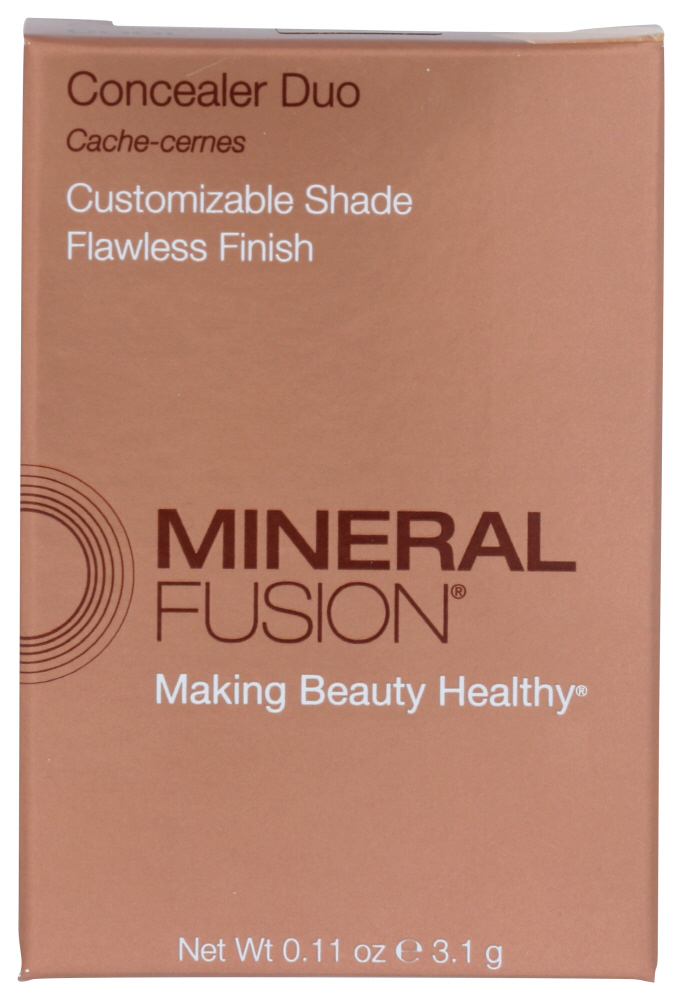 Concealer Duo
Cache-cernes
Customizable Shade
Flawless Finish
MINERAL
FUSION®
Making Beauty Healthy®
Net Wt 0.11 oz ℮ 3.1 g